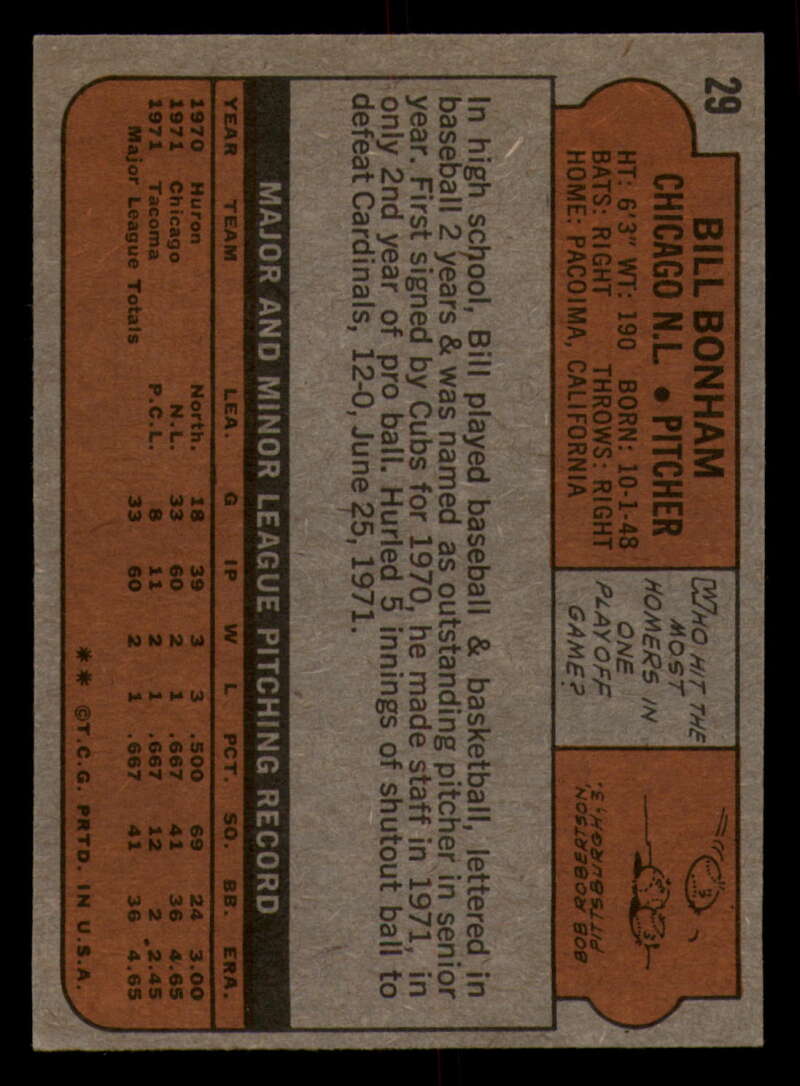 29
BILL BONHAM
CHICAGO N.L. • PITCHER
HT: 6'3" WT: 190 BORN: 10-1-48
BATS: RIGHT THROWS: RIGHT
HOME: PACOIMA, CALIFORNIA
WHO HIT THE
MOST
HOMERS IN
ONE
PLAYOFF
GAME?
BOB ROBERTSON,
PITTSBURGH, 3.
In high school, Bill played baseball & basketball, lettered in
baseball 2 years & was named as outstanding pitcher in senior
year. First signed by Cubs for 1970, he made staff in 1971, in
only 2nd year of pro ball. Hurled 5 innings of shutout ball to
defeat Cardinals, 12-0, June 25, 1971.
MAJOR AND MINOR LEAGUE PITCHING RECORD
YEAR TEAM LEA. G IP W L PCT. SO. BB. ERA.
1970 Huron North. 18 39 3 3 .500 69 24 3.00
1971 Chicago N.L. 33 60 2 1 .667 41 36 4.65
1971 Tacoma P.C.L. 8 11 2 1 .667 12 2 2.45
Major League Totals 33 60 2 1 .667 41 36 4.65
** ©T.C.G. PRTD. IN U.S.A.